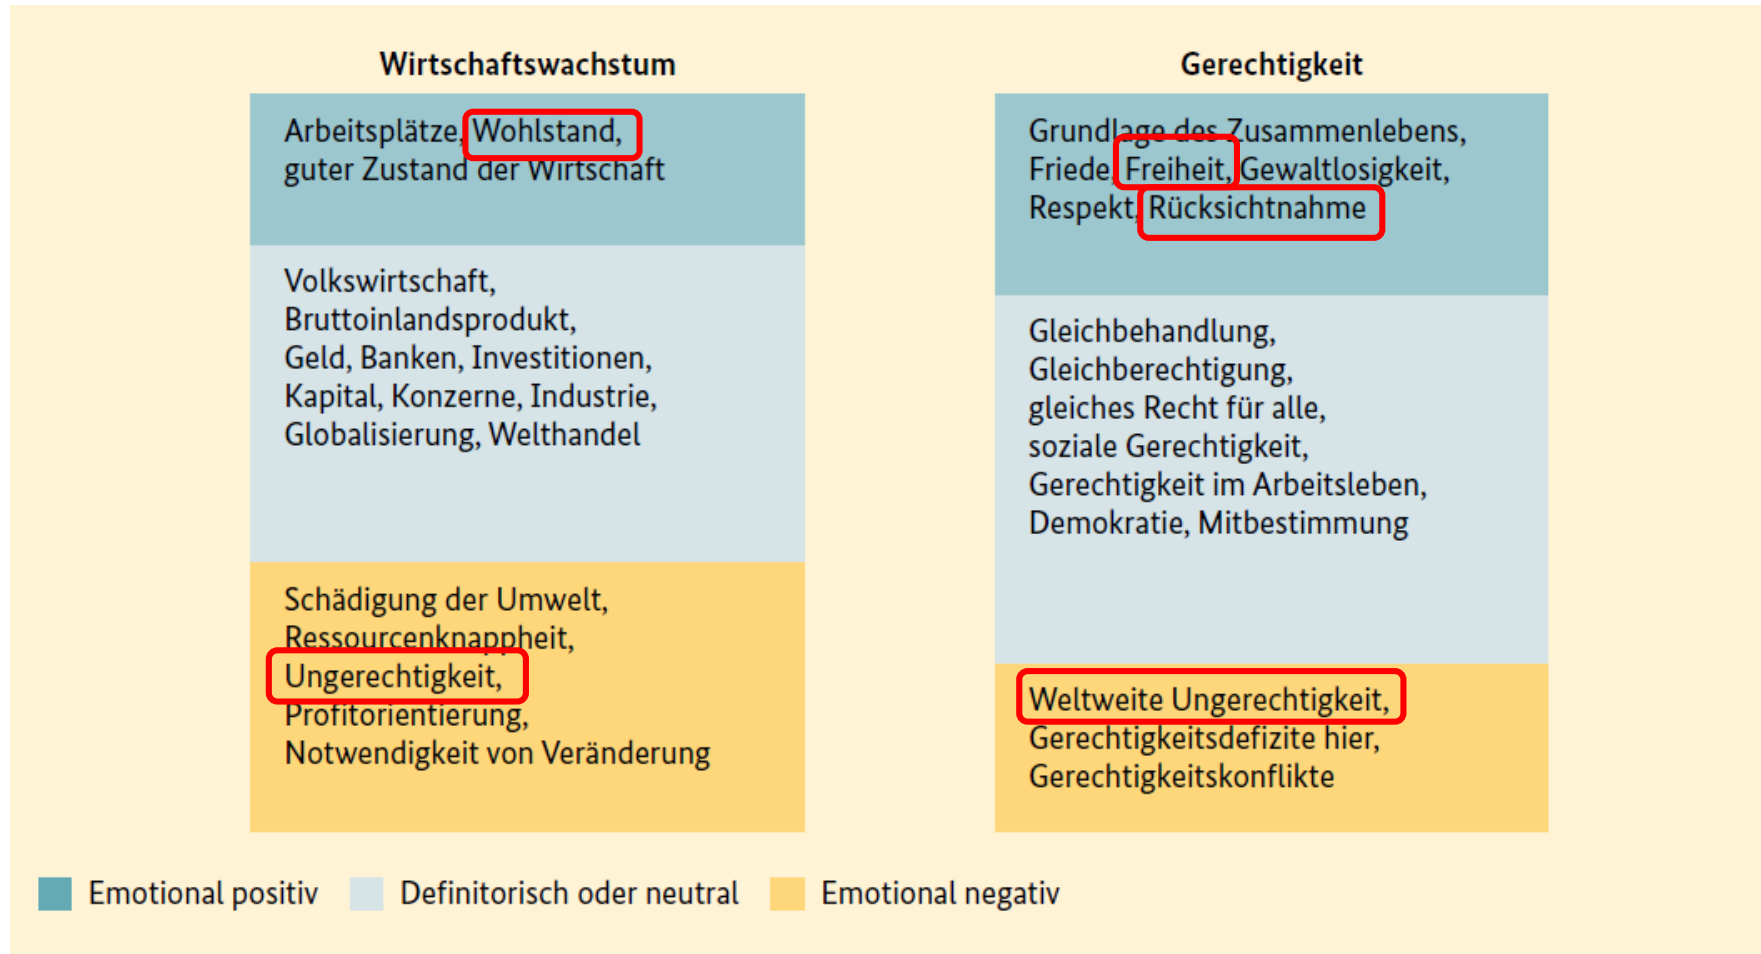 Wirtschaftswachstum
Arbeitsplätze, Wohlstand,
guter Zustand der Wirtschaft
Volkswirtschaft,
Bruttoinlandsprodukt,
Geld, Banken, Investitionen,
Kapital, Konzerne, Industrie,
Globalisierung, Welthandel
Schädigung der Umwelt,
Ressourcenknappheit,
Ungerechtigkeit,
Profitorientierung,
Notwendigkeit von Veränderung
Gerechtigkeit
Grundlage des Zusammenlebens,
Friede, Freiheit, Gewaltlosigkeit,
Respekt, Rücksichtnahme
Gleichbehandlung,
Gleichberechtigung,
gleiches Recht für alle,
soziale Gerechtigkeit,
Gerechtigkeit im Arbeitsleben,
Demokratie, Mitbestimmung
Weltweite Ungerechtigkeit,
Gerechtigkeitsdefizite hier,
Gerechtigkeitskonflikte
Emotional positiv
Definitorisch oder neutral
Emotional negativ